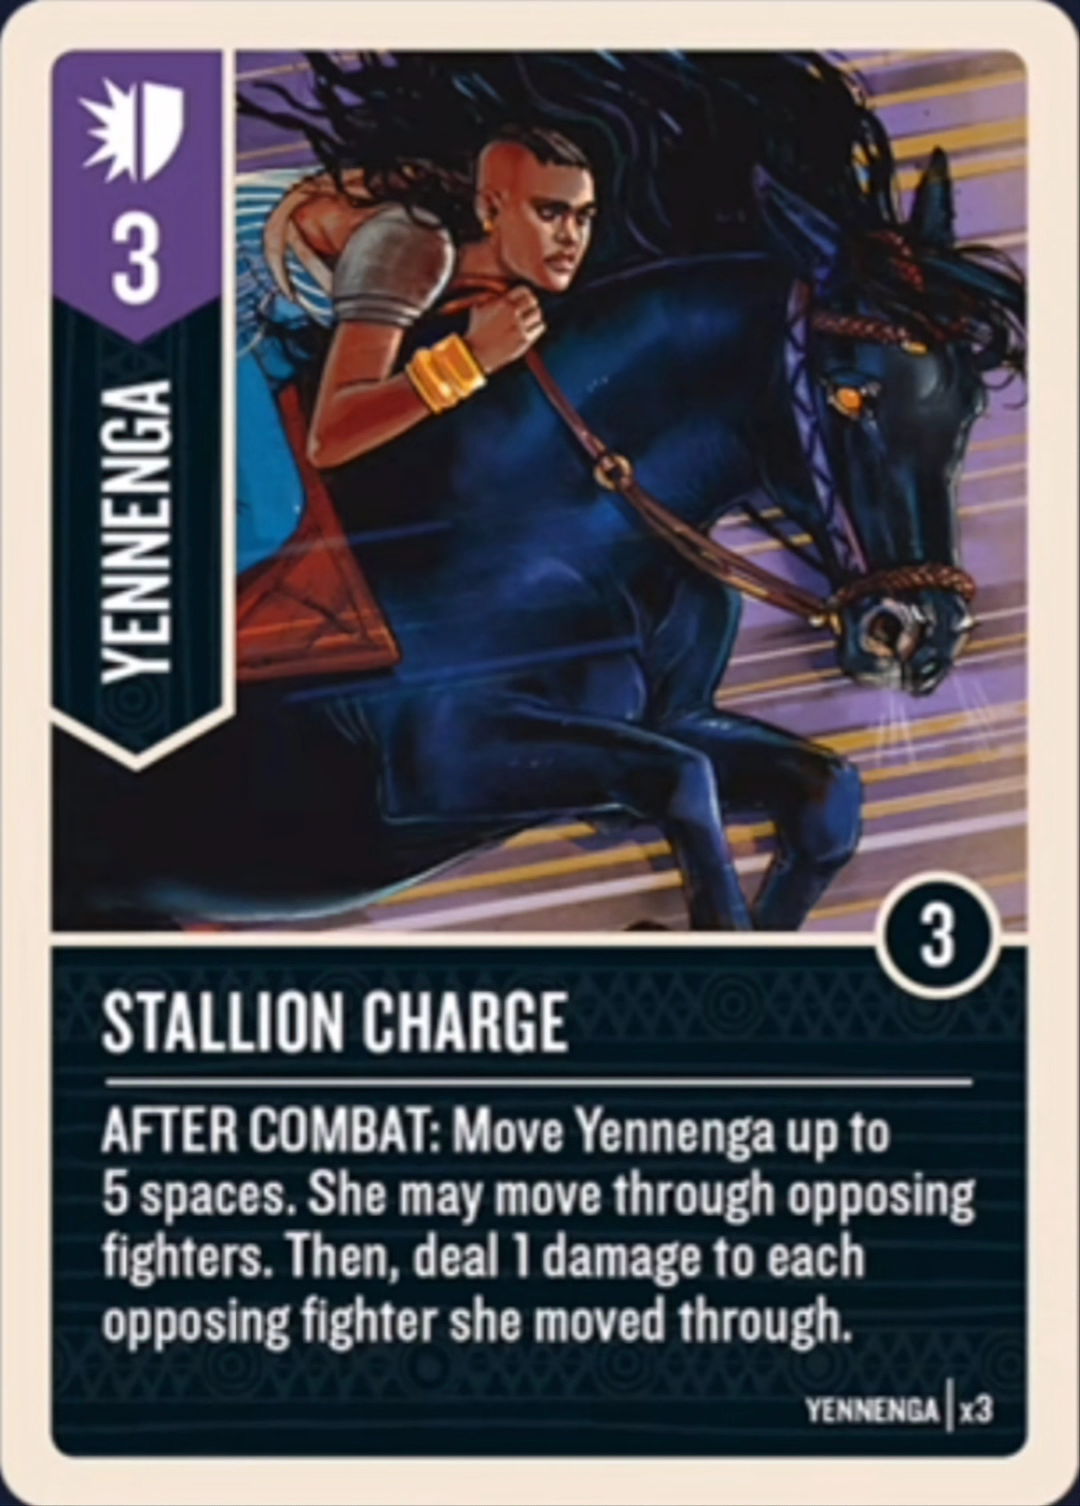 3
YENNENGA
3
STALLION CHARGE
AFTER COMBAT: Move Yennenga up to
5 spaces. She may move through opposing
fighters. Then, deal 1 damage to each
opposing fighter she moved through.
YENNENGA | x3